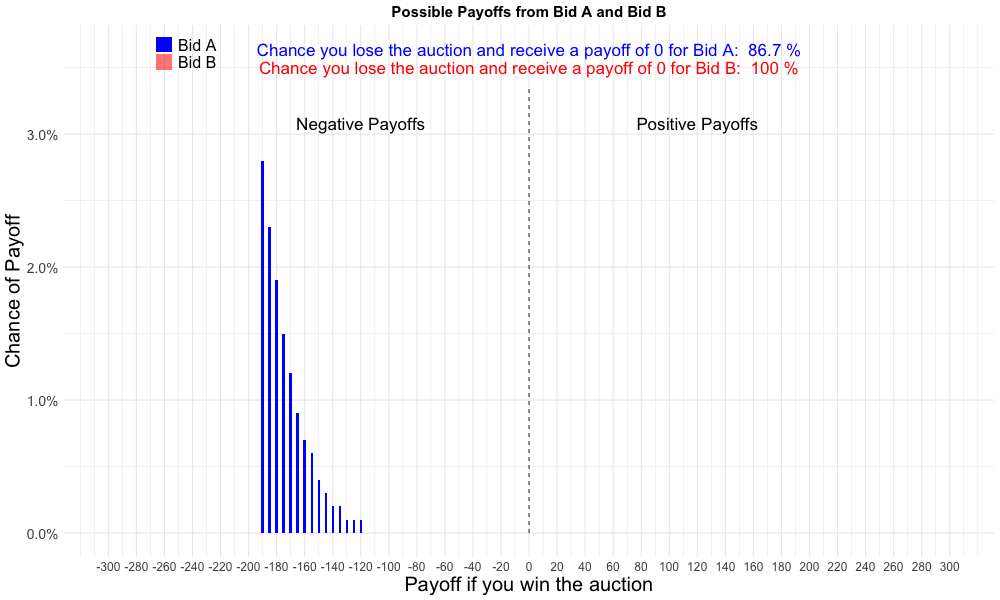 Possible Payoffs from Bid A and Bid B
Bid A
Bid B
Chance you lose the auction and receive a payoff of 0 for Bid A:  86.7 %
Chance you lose the auction and receive a payoff of 0 for Bid B:  100 %
Negative Payoffs
Positive Payoffs
Chance of Payoff
3.0%
2.0%
1.0%
0.0%
-300 -280 -260 -240 -220 -200 -180 -160 -140 -120 -100 -80 -60 -40 -20 0 20 40 60 80 100 120 140 160 180 200 220 240 260 280 300
Payoff if you win the auction